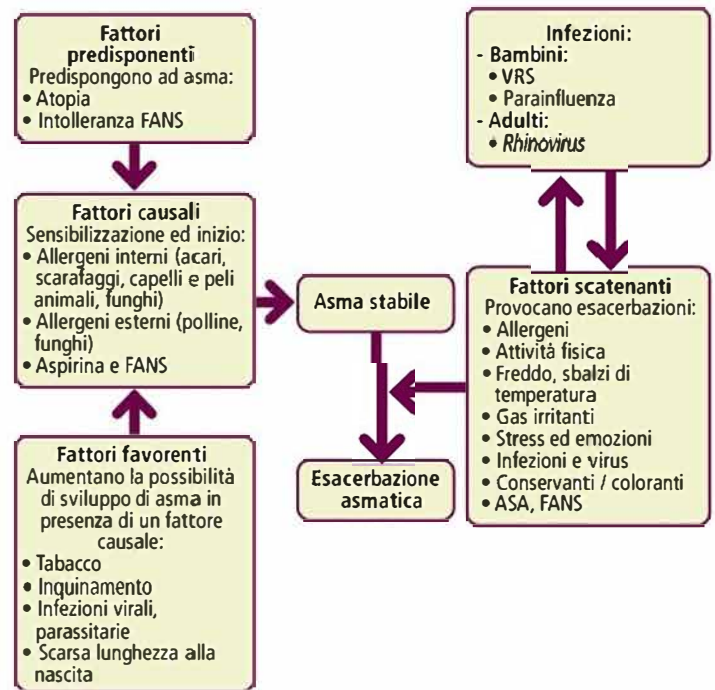 Fattori
predisponenti
Predispongono ad asma:
• Atopia
• Intolleranza FANS
Fattori causali
Sensibilizzazione ed inizio:
• Allergeni interni (acari,
scarafaggi, capelli e peli
animali, funghi)
• Allergeni esterni (polline,
funghi)
• Aspirina e FANS
Fattori favorenti
Aumentano la possibilità
di sviluppo di asma in
presenza di un fattore
causale:
• Tabacco
• Inquinamento
• Infezioni virali,
parassitarie
• Scarsa lunghezza alla
nascita
Asma stabile
Esacerbazione
asmatica
Infezioni:
- Bambini:
• VRS
• Parainfluenza
- Adulti:
• Rhinovirus
Fattori scatenanti
Provocano esacerbazioni:
• Allergeni
• Attività fisica
• Freddo, sbalzi di
temperatura
• Gas irritanti
• Stress ed emozioni
• Infezioni e virus
• Conservanti / coloranti
• ASA, FANS